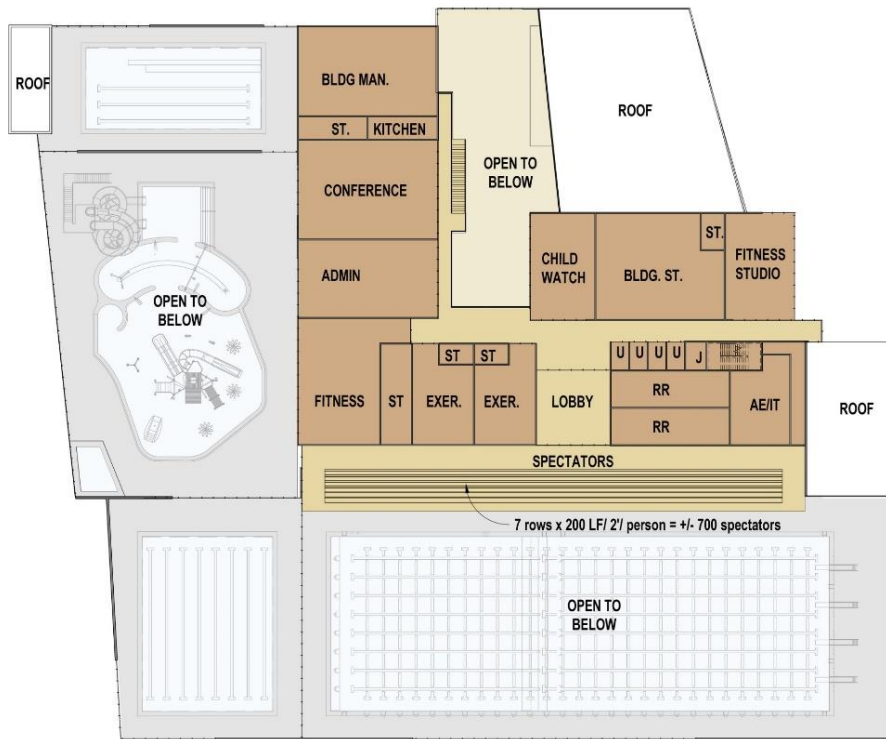 ROOF
BLDG MAN.
ST.
KITCHEN
OPEN TO
BELOW
ROOF
CONFERENCE
ADMIN
OPEN TO
BELOW
CHILD
WATCH
BLDG. ST.
ST.
FITNESS
STUDIO
FITNESS
ST
EXER.
ST
ST
EXER.
LOBBY
U
U
U
U
J
RR
RR
AE/IT
ROOF
SPECTATORS
7 rows x 200 LF/ 2'/ person = +/- 700 spectators
OPEN TO
BELOW